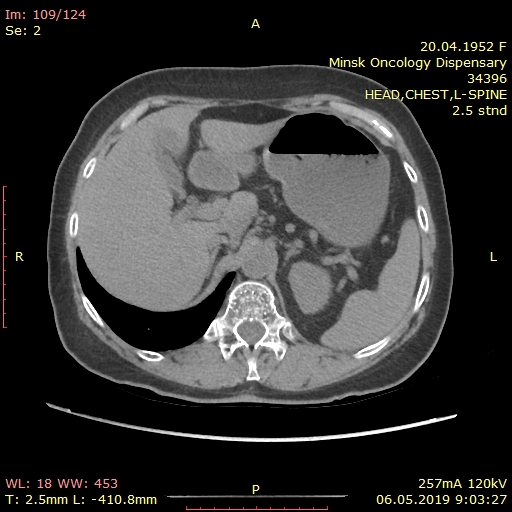 Im: 109/124
Se: 2
A
20.04.1952 F
Minsk Oncology Dispensary
34396
HEAD,CHEST,L-SPINE
2.5 stnd
R
L
WL: 18 WW: 453
T: 2.5mm L: -410.8mm
P
257mA 120kV
06.05.2019 9:03:27